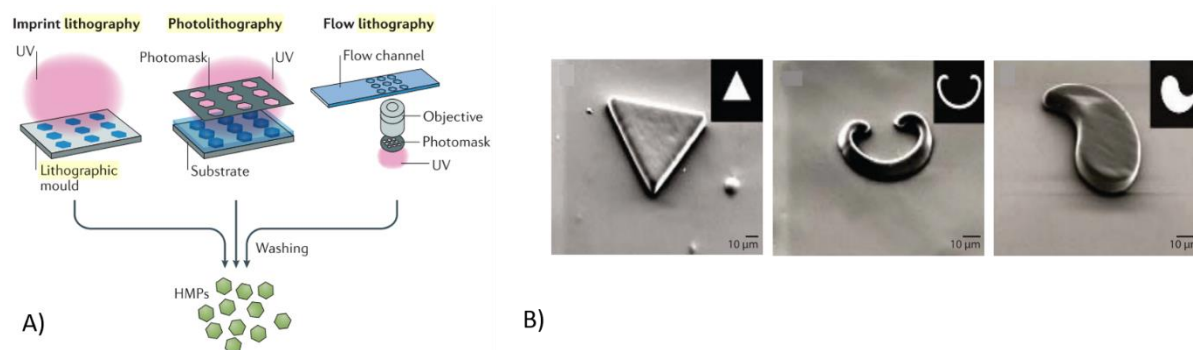 Imprint lithography
Photolithography
Flow lithography
UV
Photomask
UV
Flow channel
Objective
Photomask
UV
Lithographic
mould
Substrate
Washing
HMPs
A)
B)
10 µm
10 µm
10 µm